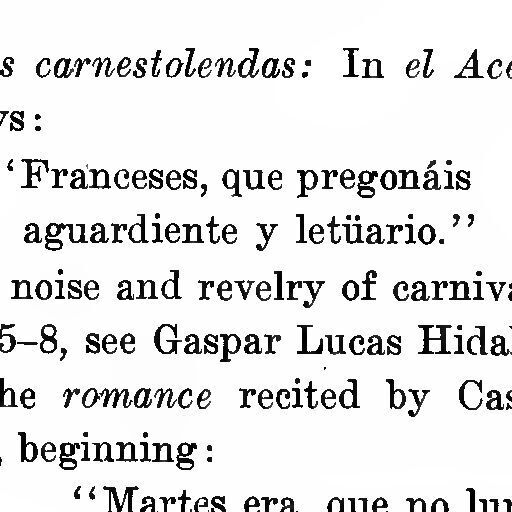 s carnestolendas: In el Ace
ys:
‘Franceses, que pregonáis
aguardiente y letüario.’’
noise and revelry of carniva
5–8, see Gaspar Lucas Hidal
he romance recited by Cas
, beginning:
‘‘Martes era, que no lun